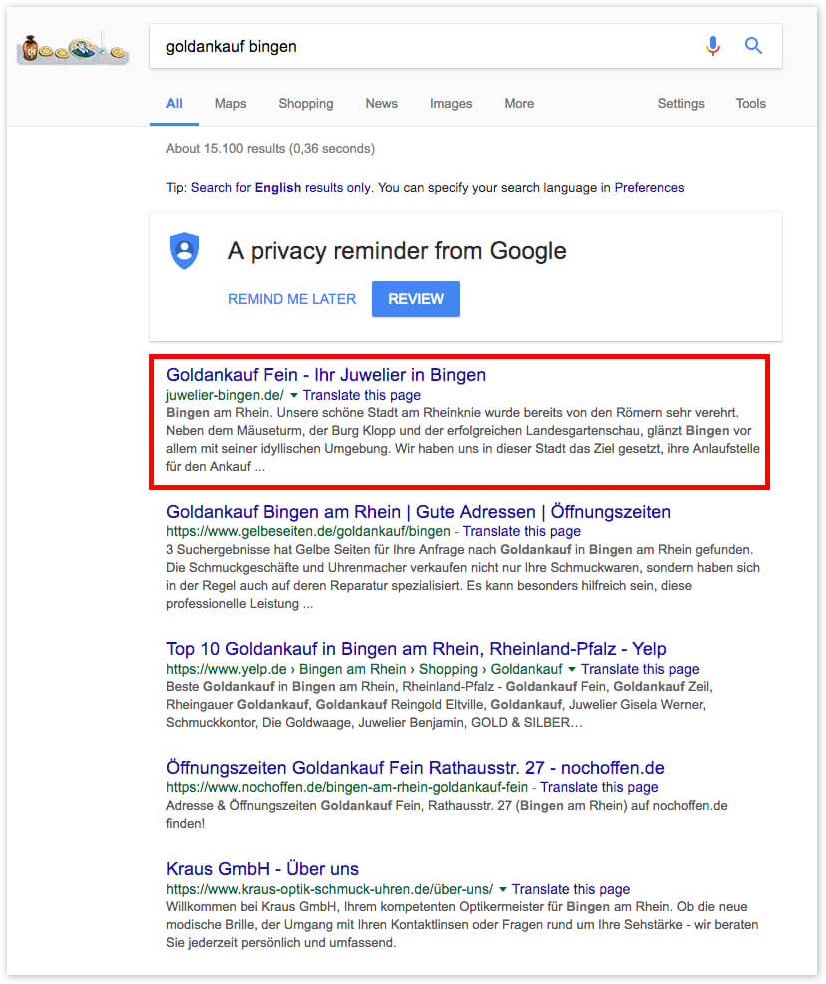 goldankauf bingen
All Maps Shopping News Images More Settings Tools
About 15.100 results (0,36 seconds)
Tip: Search for English results only. You can specify your search language in Preferences
A privacy reminder from Google
REMIND ME LATER REVIEW
Goldankauf Fein - Ihr Juwelier in Bingen
juwelier-bingen.de/ ▼ Translate this page
Bingen am Rhein. Unsere schöne Stadt am Rheinknie wurde bereits von den Römern sehr verehrt.
Neben dem Mäuseturm, der Burg Klopp und der erfolgreichen Landesgartenschau, glänzt Bingen vor
allem mit seiner idyllischen Umgebung. Wir haben uns in dieser Stadt das Ziel gesetzt, ihre Anlaufstelle
für den Ankauf ...
Goldankauf Bingen am Rhein | Gute Adressen | Öffnungszeiten
https://www.gelbeseiten.de/goldankauf/bingen - Translate this page
3 Suchergebnisse hat Gelbe Seiten für Ihre Anfrage nach Goldankauf in Bingen am Rhein gefunden.
Die Schmuckgeschäfte und Uhrenmacher verkaufen nicht nur Ihre Schmuckwaren, sondern haben sich
in der Regel auch auf deren Reparatur spezialisiert. Es kann besonders hilfreich sein, diese
professionelle Leistung ...
Top 10 Goldankauf in Bingen am Rhein, Rheinland-Pfalz - Yelp
https://www.yelp.de › Bingen am Rhein › Shopping › Goldankauf ▼ Translate this page
Beste Goldankauf in Bingen am Rhein, Rheinland-Pfalz - Goldankauf Fein, Goldankauf Zeil,
Rheingauer Goldankauf, Goldankauf Reingold Eltville, Goldankauf, Juwelier Gisela Werner,
Schmuckkontor, Die Goldwaage, Juwelier Benjamin, GOLD & SILBER…
Öffnungszeiten Goldankauf Fein Rathausstr. 27 - nochoffen.de
https://www.nochoffen.de/bingen-am-rhein-goldankauf-fein - Translate this page
Adresse & Öffnungszeiten Goldankauf Fein, Rathausstr. 27 (Bingen am Rhein) auf nochoffen.de
finden!
Kraus GmbH - Über uns
https://www.kraus-optik-schmuck-uhren.de/über-uns/ ▼ Translate this page
Willkommen bei Kraus GmbH, Ihrem kompetenten Optikermeister für Bingen am Rhein. Ob die neue
modische Brille, der Umgang mit Ihren Kontaktlinsen oder Fragen rund um Ihre Sehstärke - wir beraten
Sie jederzeit persönlich und umfassend.